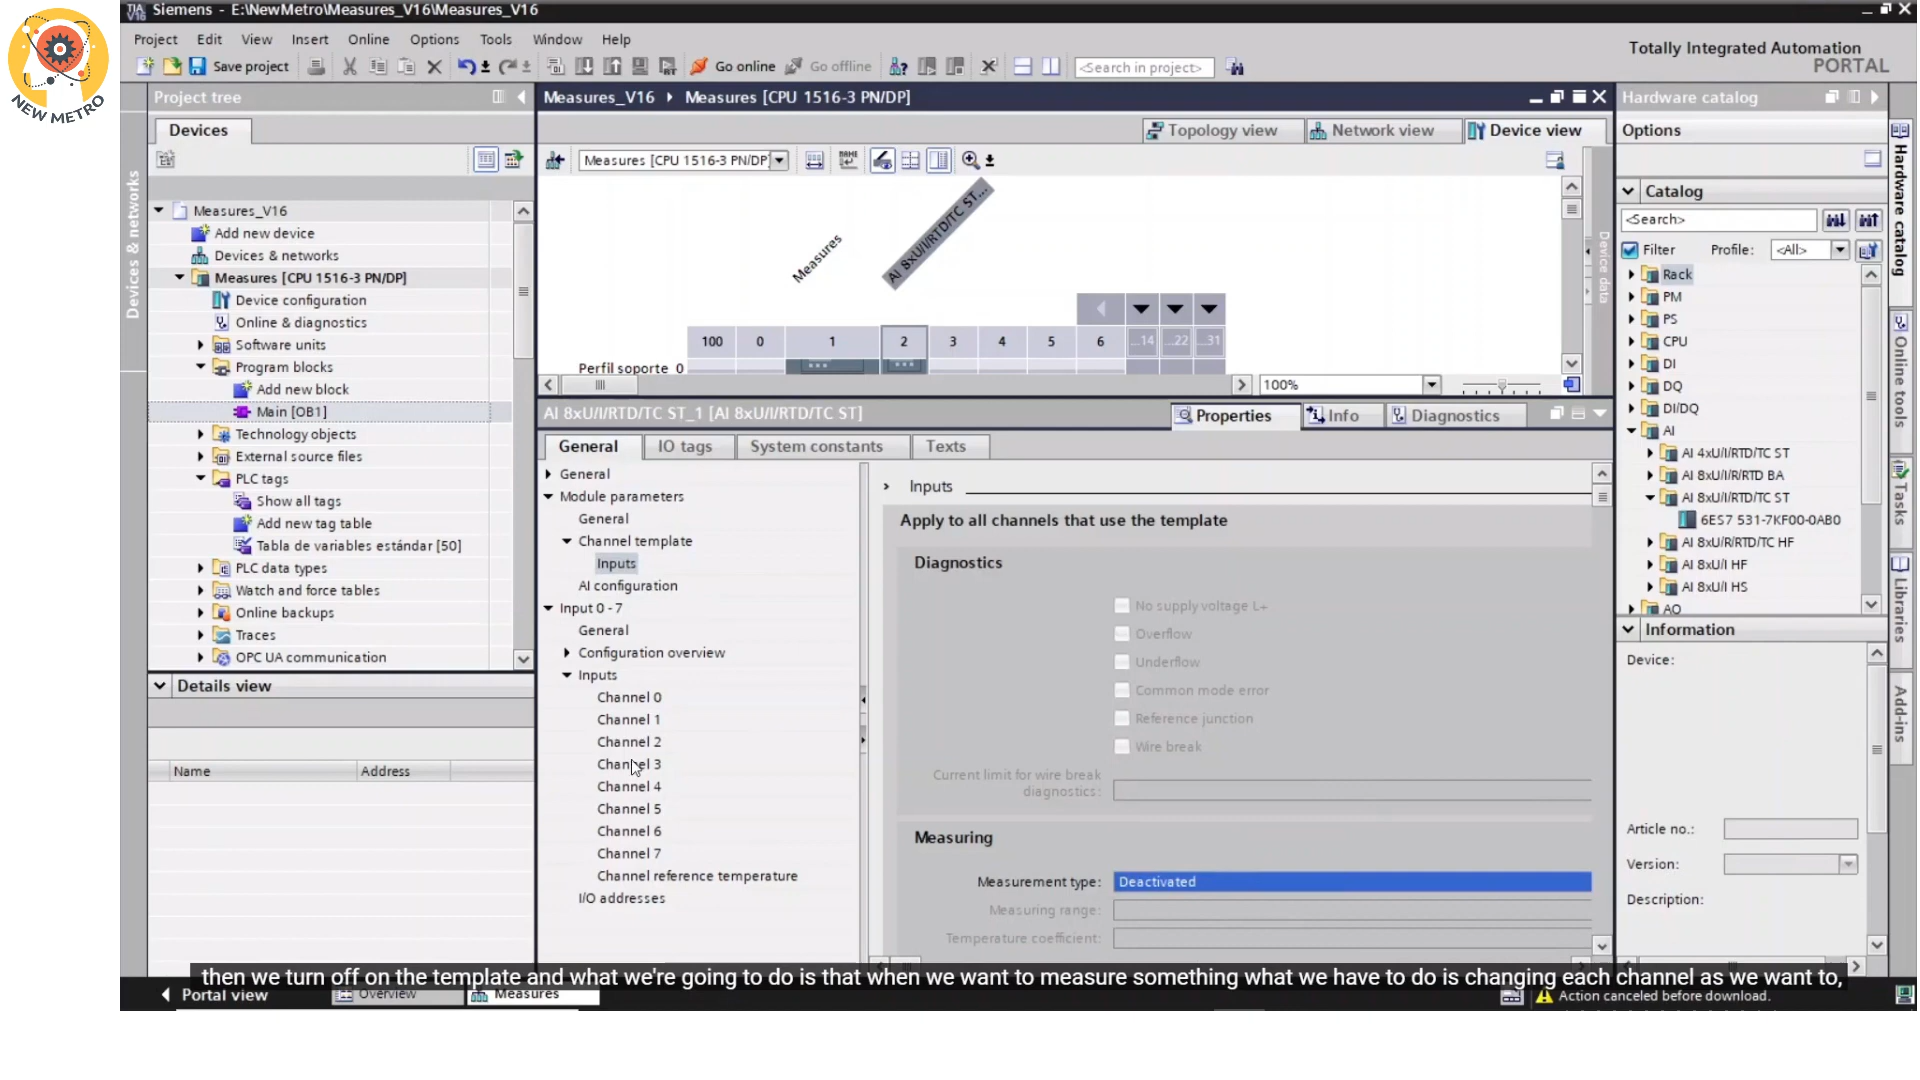 Siemens - E:\NewMetro\Measures_V16\Measures_V16
NEW METRO
Project Edit View Insert Online Options Tools Window Help
Totally Integrated Automation
PORTAL
Save project
Go online
Go offline
<Search in project>
Project tree
Devices
Devices & networks
Measures_V16
Add new device
Devices & networks
Measures [CPU 1516-3 PN/DP]
Device configuration
Online & diagnostics
Software units
Program blocks
Add new block
Main [OB1]
Technology objects
External source files
PLC tags
Show all tags
Add new tag table
Tabla de variables estándar [50]
PLC data types
Watch and force tables
Online backups
Traces
OPC UA communication
Details view
Name Address
Measures_V16 Measures [CPU 1516-3 PN/DP]
Topology view Network view Device view
Measures [CPU 1516-3 PN/DP]
Measures
AI 8xU/I/RTD/TC ST...
100 0 1 2 3 4 5 6 ...14 ...22 ...31
Perfil soporte_0
100%
Device data
AI 8xU/I/RTD/TC ST_1 [AI 8xU/I/RTD/TC ST]
Properties Info Diagnostics
General IO tags System constants Texts
General
Module parameters
General
Channel template
Inputs
AI configuration
Input 0 - 7
General
Configuration overview
Inputs
Channel 0
Channel 1
Channel 2
Channel 3
Channel 4
Channel 5
Channel 6
Channel 7
Channel reference temperature
I/O addresses
Inputs
Apply to all channels that use the template
Diagnostics
No supply voltage L+
Overflow
Underflow
Common mode error
Reference junction
Wire break
Current limit for wire break
diagnostics:
Measuring
Measurement type: Deactivated
Measuring range:
Temperature coefficient:
Hardware catalog
Options
Catalog
<Search>
Filter Profile: <All>
Rack
PM
PS
CPU
DI
DQ
DI/DQ
AI
AI 4xU/I/RTD/TC ST
AI 8xU/I/R/RTD BA
AI 8xU/I/RTD/TC ST
6ES7 531-7KF00-0AB0
AI 8xU/R/RTD/TC HF
AI 8xU/I HF
AI 8xU/I HS
AO
Information
Device:
Article no.:
Version:
Description:
Hardware catalog
Online tools
Tasks
Libraries
Add-ins
then we turn off on the template and what we're going to do is that when we want to measure something what we have to do is changing each channel as we want to,
Portal view Overview Measures
Action canceled before download.